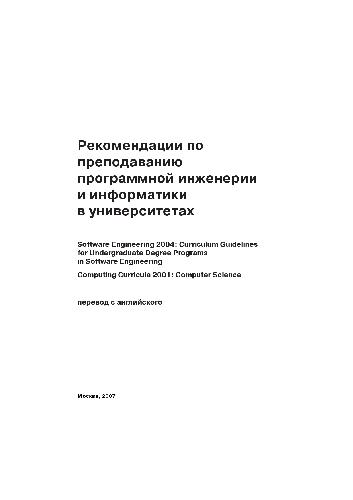 Рекомендации по
преподаванию
программной инженерии
и информатики
в университетах
Software Engineering 2004: Curriculum Guidelines
for Undergraduate Degree Programs
in Software Engineering
Computing Curricula 2001: Computer Science
перевод с английского
Москва, 2007